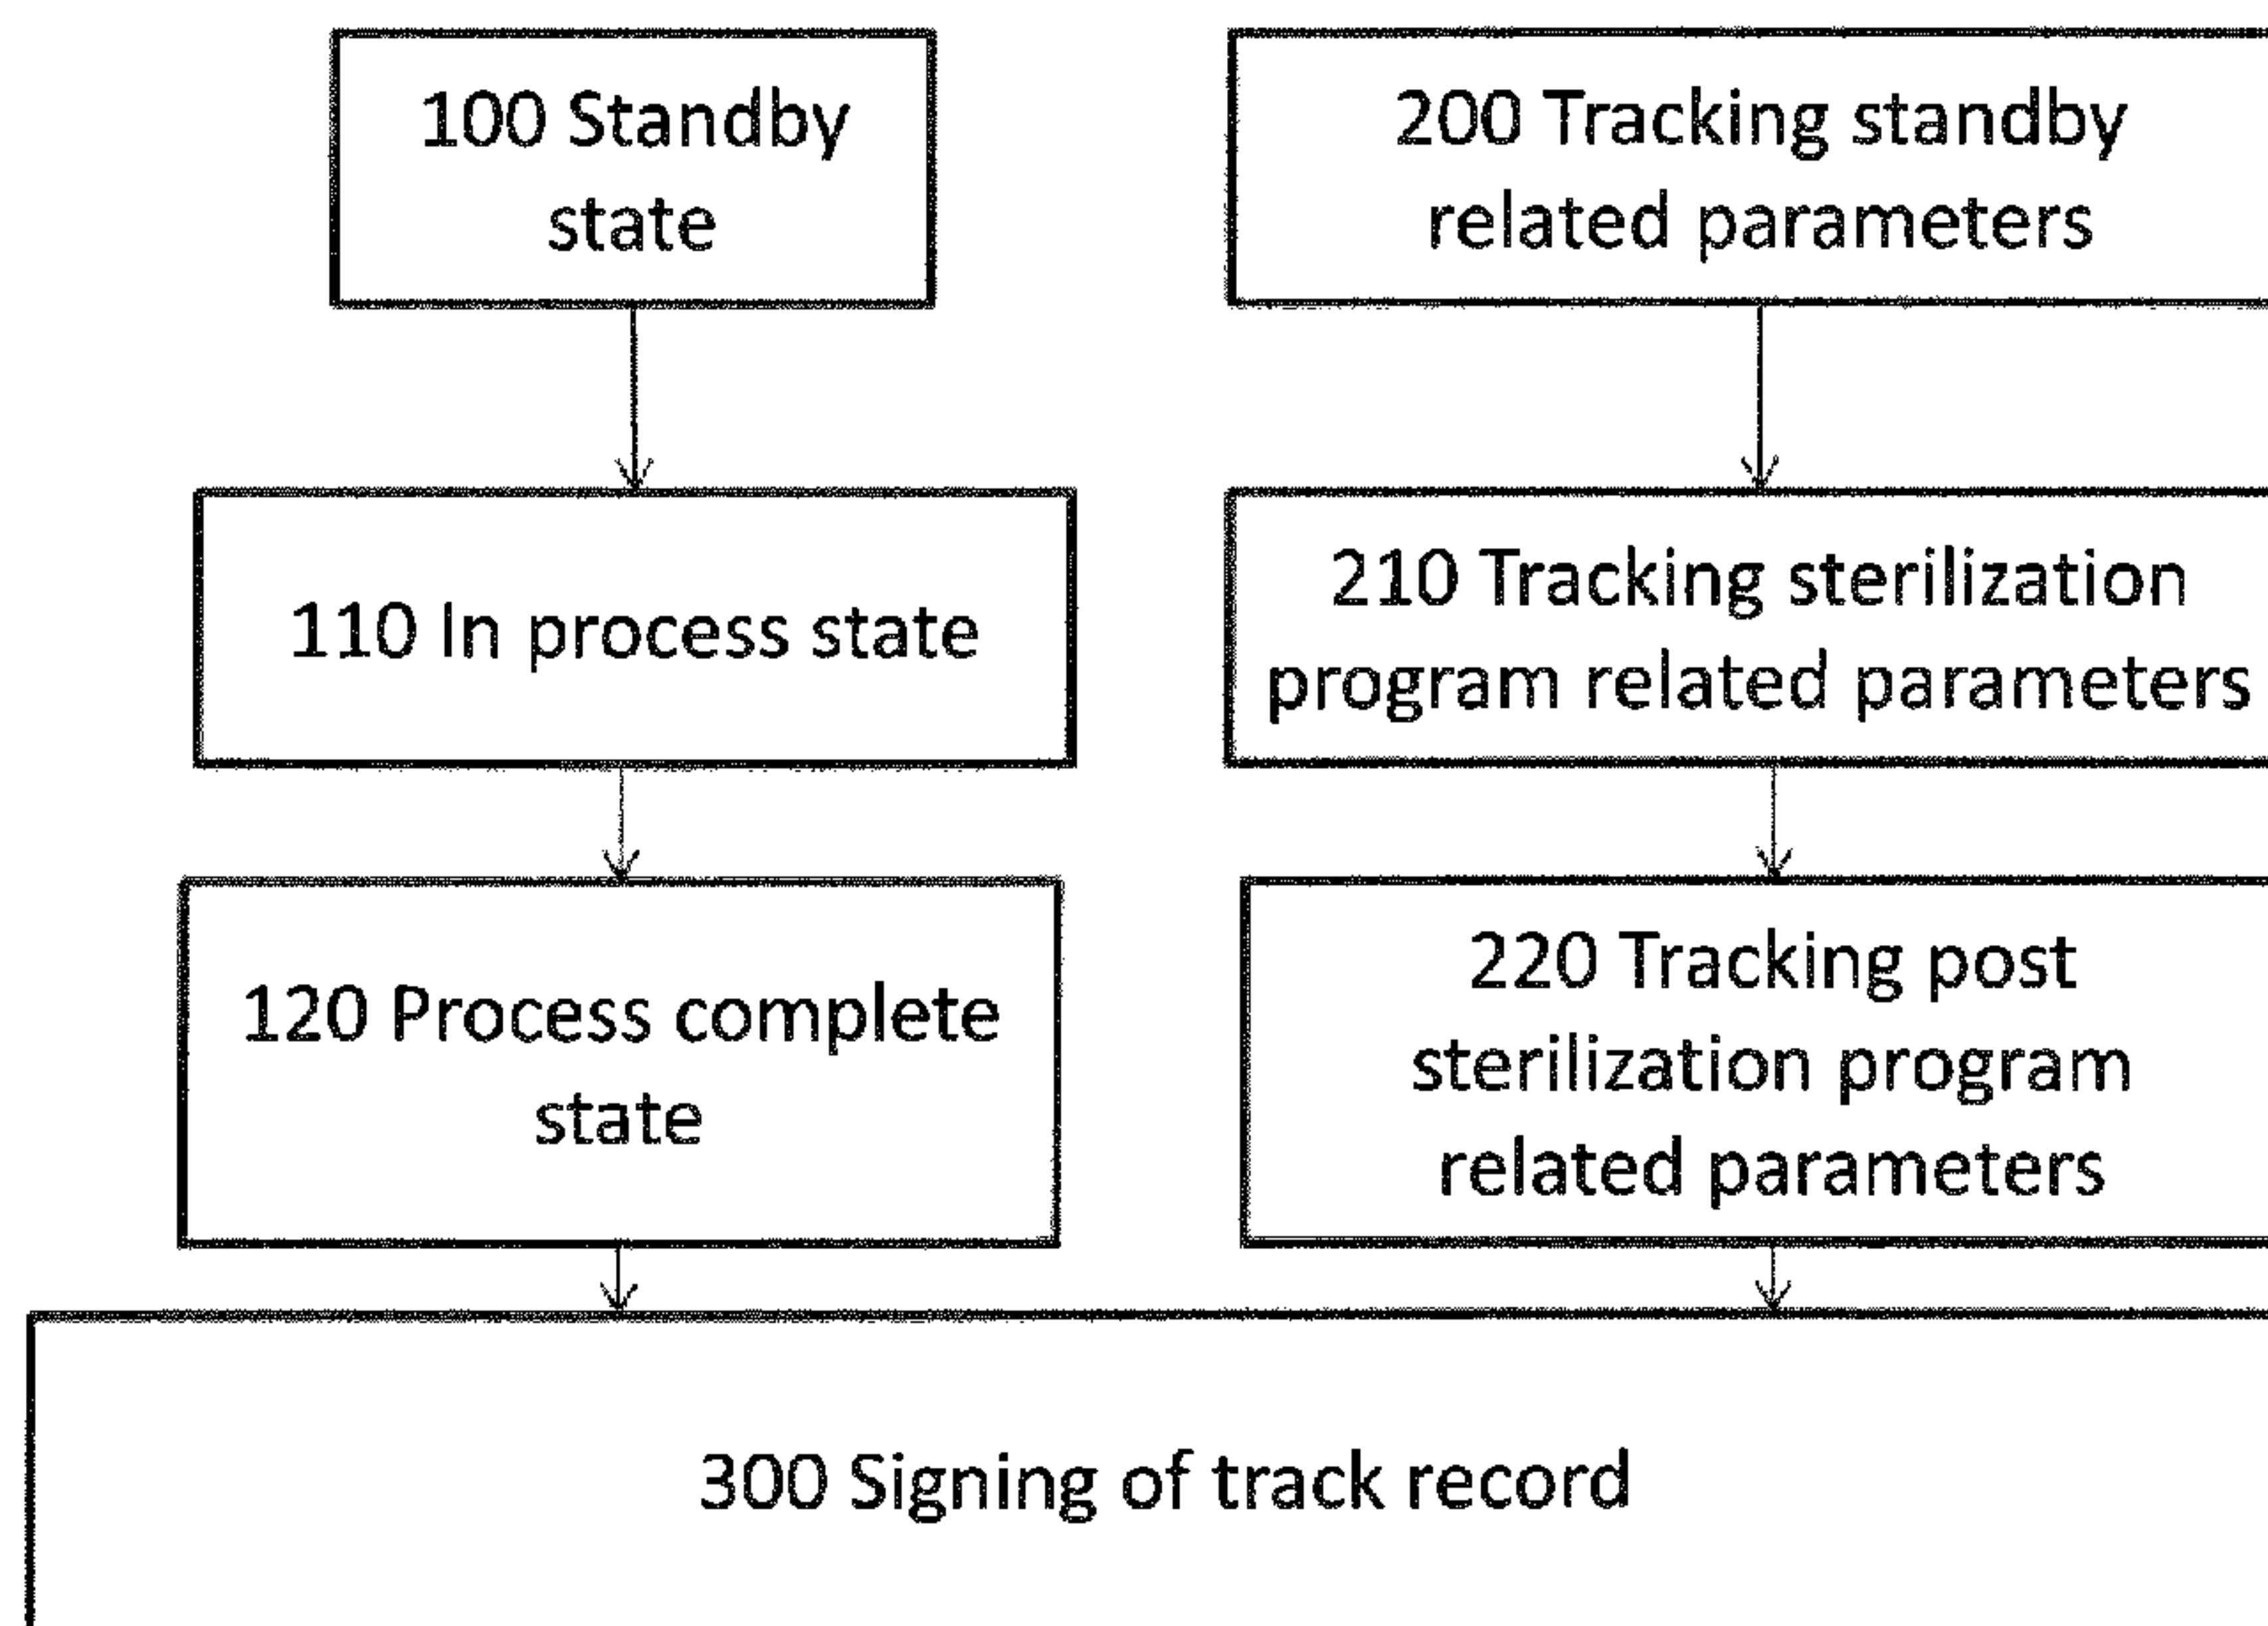 100 Standby
state
200 Tracking standby
related parameters
110 In process state
210 Tracking sterilization
program related parameters
120 Process complete
state
220 Tracking post
sterilization program
related parameters
300 Signing of track record